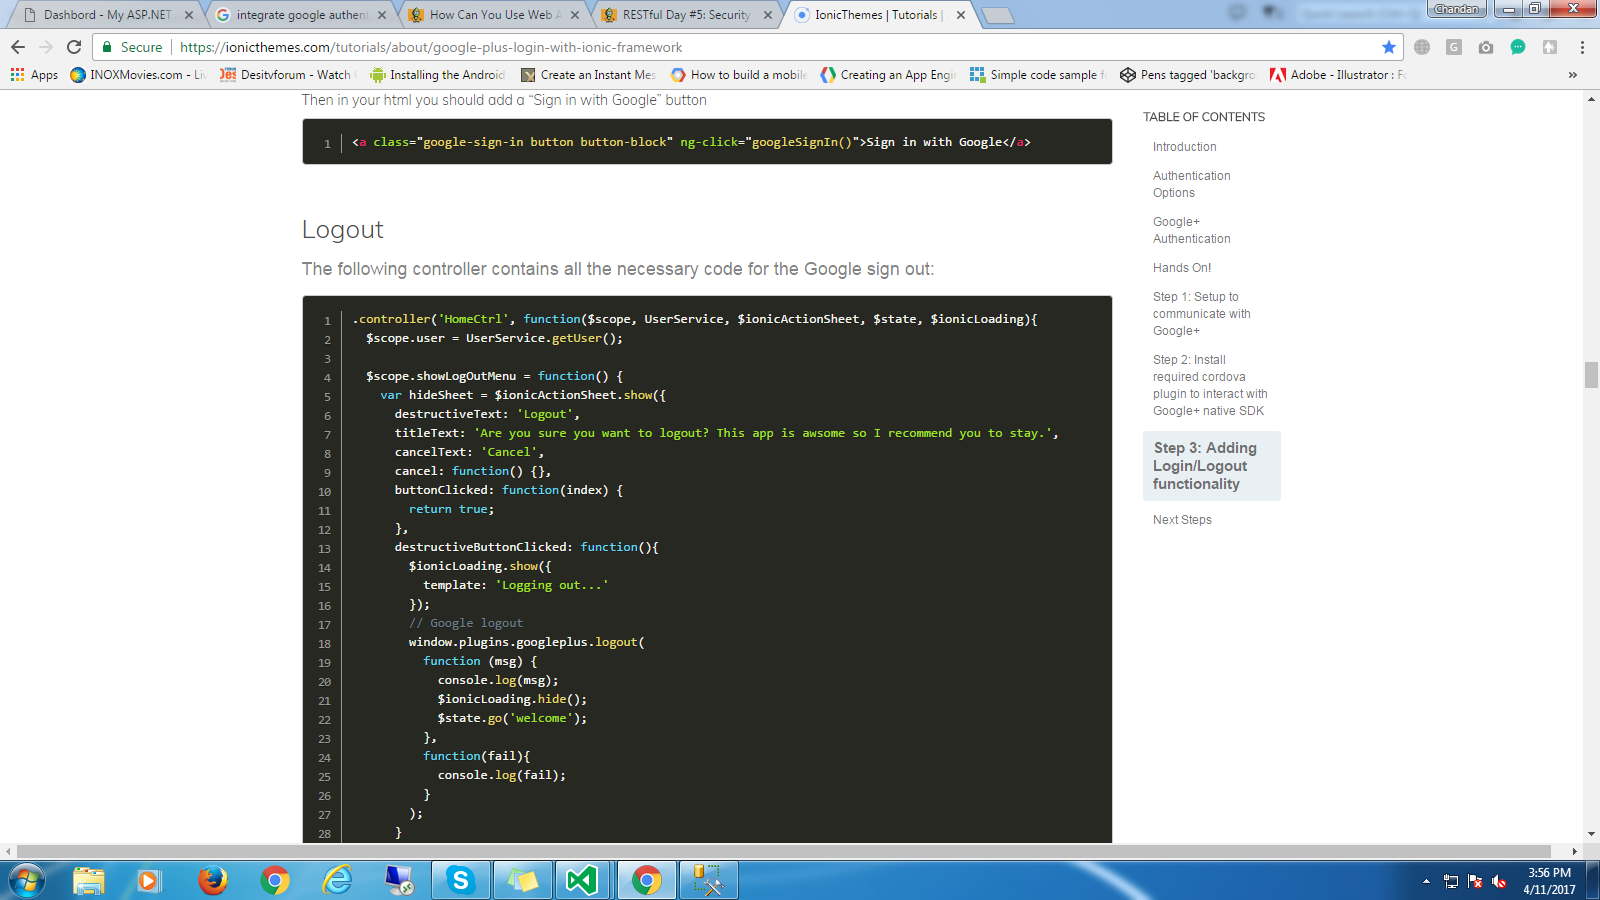 Dashbord - My ASP.NET
integrate google authent
How Can You Use Web A
RESTful Day #5: Security
IonicThemes | Tutorials |
Chandan
Secure
https://ionicthemes.com/tutorials/about/google-plus-login-with-ionic-framework
Apps
INOXMovies.com - Liv
Desitvforum - Watch
Installing the Android
Create an Instant Mes
How to build a mobile
Creating an App Engi
Simple code sample f
Pens tagged 'backgro
Adobe - Illustrator : Fo
Then in your html you should add a “Sign in with Google” button
1 <a class="google-sign-in button button-block" ng-click="googleSignIn()">Sign in with Google</a>
Logout
The following controller contains all the necessary code for the Google sign out:
1 .controller('HomeCtrl', function($scope, UserService, $ionicActionSheet, $state, $ionicLoading){
2 $scope.user = UserService.getUser();
3
4 $scope.showLogOutMenu = function() {
5 var hideSheet = $ionicActionSheet.show({
6 destructiveText: 'Logout',
7 titleText: 'Are you sure you want to logout? This app is awsome so I recommend you to stay.',
8 cancelText: 'Cancel',
9 cancel: function() {},
10 buttonClicked: function(index) {
11 return true;
12 },
13 destructiveButtonClicked: function(){
14 $ionicLoading.show({
15 template: 'Logging out...'
16 });
17 // Google logout
18 window.plugins.googleplus.logout(
19 function (msg) {
20 console.log(msg);
21 $ionicLoading.hide();
22 $state.go('welcome');
23 },
24 function(fail){
25 console.log(fail);
26 }
27 );
28 }
TABLE OF CONTENTS
Introduction
Authentication
Options
Google+
Authentication
Hands On!
Step 1: Setup to
communicate with
Google+
Step 2: Install
required cordova
plugin to interact with
Google+ native SDK
Step 3: Adding
Login/Logout
functionality
Next Steps
3:56 PM
4/11/2017